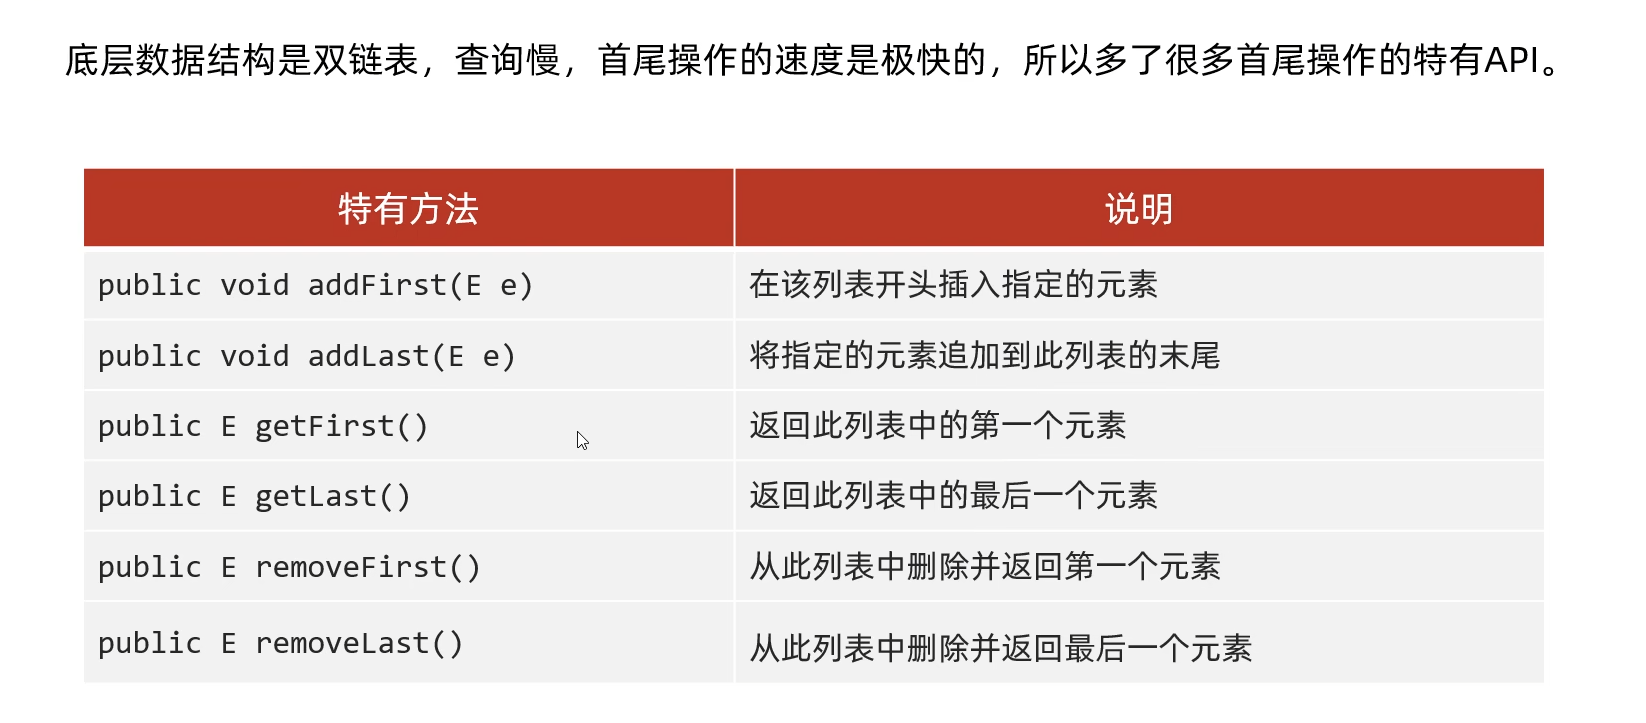 底层数据结构是双链表，查询慢，首尾操作的速度是极快的，所以多了很多首尾操作的特有API。
特有方法 说明
public void addFirst(E e) 在该列表开头插入指定的元素
public void addLast(E e) 将指定的元素追加到此列表的末尾
public E getFirst() 返回此列表中的第一个元素
public E getLast() 返回此列表中的最后一个元素
public E removeFirst() 从此列表中删除并返回第一个元素
public E removeLast() 从此列表中删除并返回最后一个元素